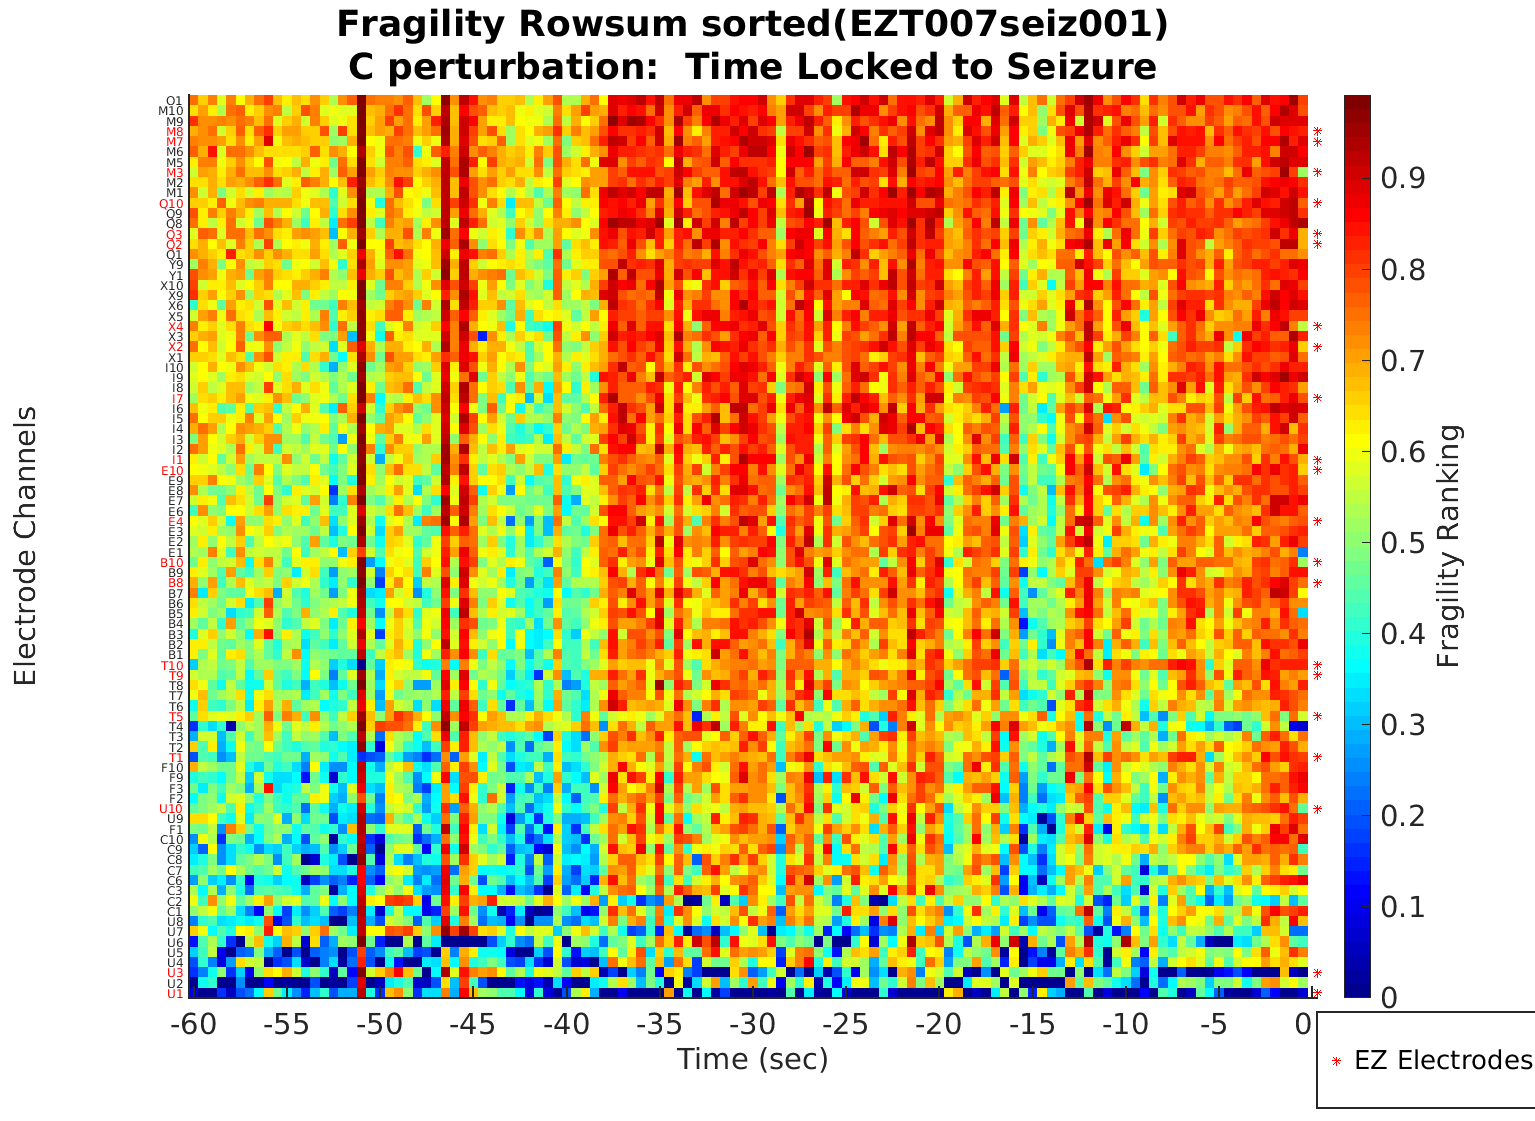 Fragility Rowsum sorted(EZT007seiz001)
C perturbation:  Time Locked to Seizure
Electrode Channels
O1
M10
M9
M8
M7
M6
M5
M3
M2
M1
Q10
Q9
Q8
Q3
Q2
Q1
Y9
Y1
X10
X9
X6
X5
X4
X3
X2
X1
I10
I9
I8
I7
I6
I5
I4
I3
I2
I1
E10
E9
E8
E7
E6
E4
E3
E2
E1
B10
B9
B8
B7
B6
B5
B4
B3
B2
B1
T10
T9
T8
T7
T6
T5
T4
T3
T2
T1
F10
F9
F3
F2
U10
U9
F1
C10
C9
C8
C7
C6
C3
C2
C1
U8
U7
U6
U5
U4
U3
U2
U1
-60 -55 -50 -45 -40 -35 -30 -25 -20 -15 -10 -5 0
Time (sec)
0.9
0.8
0.7
0.6
0.5
0.4
0.3
0.2
0.1
0
Fragility Ranking
EZ Electrodes